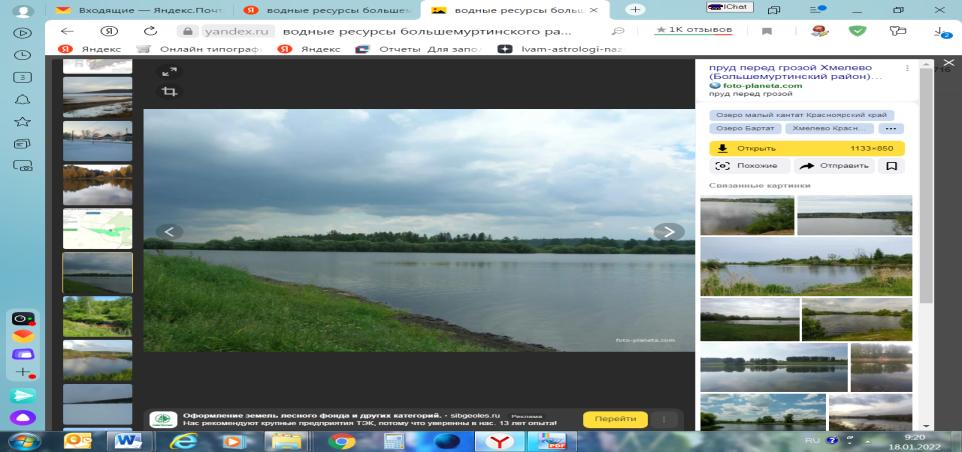 Входящие — Яндекс.Почт
водные ресурсы большем
водные ресурсы больш
iChat
yandex.ru
водные ресурсы большемуртинского ра...
★ 1K отзывов
2
Яндекс
Онлайн типограф
Яндекс
Отчеты Для запо
lvam-astrologi-naz
3
пруд перед грозой Хмелево
(Большемуртинский район)...
foto-planeta.com
пруд перед грозой
Озеро малый кантат Красноярский край
Озеро Бартат
Хмелево Красн...
Открыть
1133×850
Похожие
Отправить
Связанные картинки
foto-planeta.com
Оформление земель лесного фонда и других категорий. · sibgeoles.ru Реклама
Нас рекомендуют крупные предприятия ТЭК, потому что уверенны в нас. 13 лет опыта!
Перейти
RU
9:20
18.01.2022